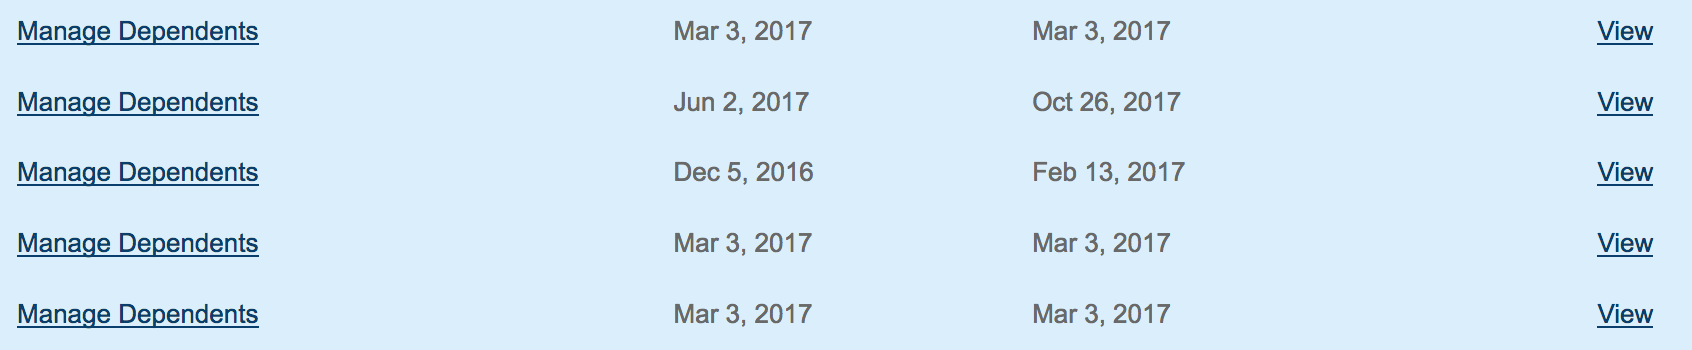 Manage Dependents Mar 3, 2017 Mar 3, 2017 View
Manage Dependents Jun 2, 2017 Oct 26, 2017 View
Manage Dependents Dec 5, 2016 Feb 13, 2017 View
Manage Dependents Mar 3, 2017 Mar 3, 2017 View
Manage Dependents Mar 3, 2017 Mar 3, 2017 View